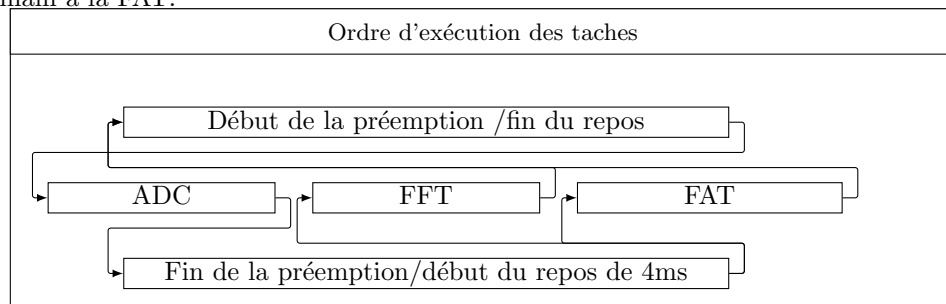 main à la FAT.
Ordre d'exécution des taches
Début de la préemption /fin du repos
ADC
FFT
FAT
Fin de la préemption/début du repos de 4ms